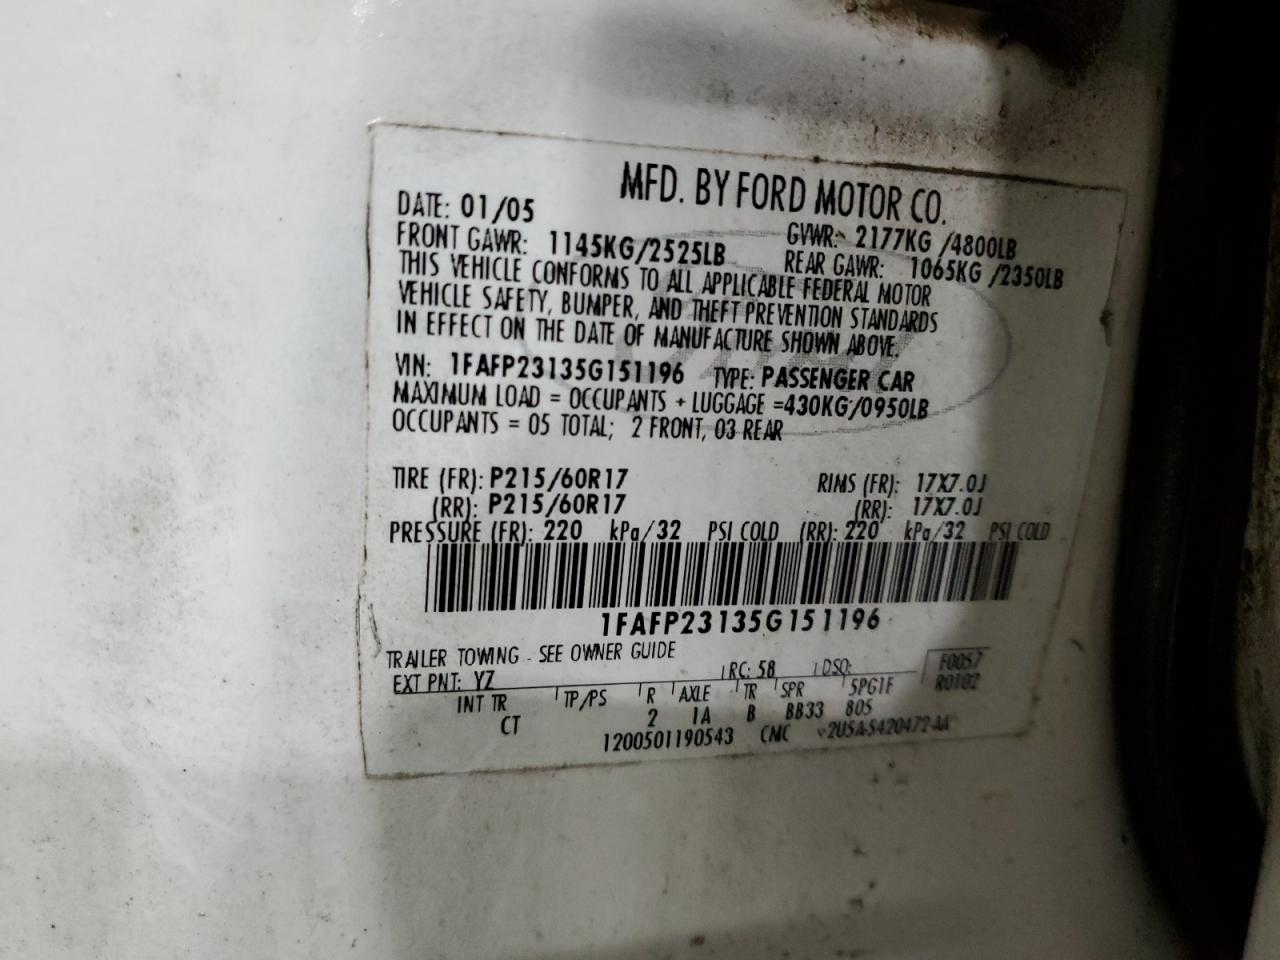 MFD. BY FORD MOTOR CO.
DATE: 01/05 GVWR: 2177KG /4800LB
FRONT GAWR: 1145KG/2525LB REAR GAWR: 1065KG /2350LB
THIS VEHICLE CONFORMS TO ALL APPLICABLE FEDERAL MOTOR
VEHICLE SAFETY, BUMPER, AND THEFT PREVENTION STANDARDS
IN EFFECT ON THE DATE OF MANUFACTURE SHOWN ABOVE.
VIN: 1FAFP23135G151196 TYPE: PASSENGER CAR
MAXIMUM LOAD = OCCUPANTS + LUGGAGE =430KG/0950LB
OCCUPANTS = 05 TOTAL; 2 FRONT, 03 REAR
TIRE (FR): P215/60R17 RIMS (FR): 17X7.0J
(RR): P215/60R17 (RR): 17X7.0J
PRESSURE (FR): 220 kPa/32 PSI COLD (RR): 220 kPa/32 PSI COLD
1FAFP23135G151196
TRAILER TOWING - SEE OWNER GUIDE
EXT PNT: YZ RC: 58 DSO: F0057
R0102
INT TR TP/PS R AXLE TR SPR 5PG1F
CT 2 1A B BB33 805
1200501190543 CMC v2U5A-5420472-AA